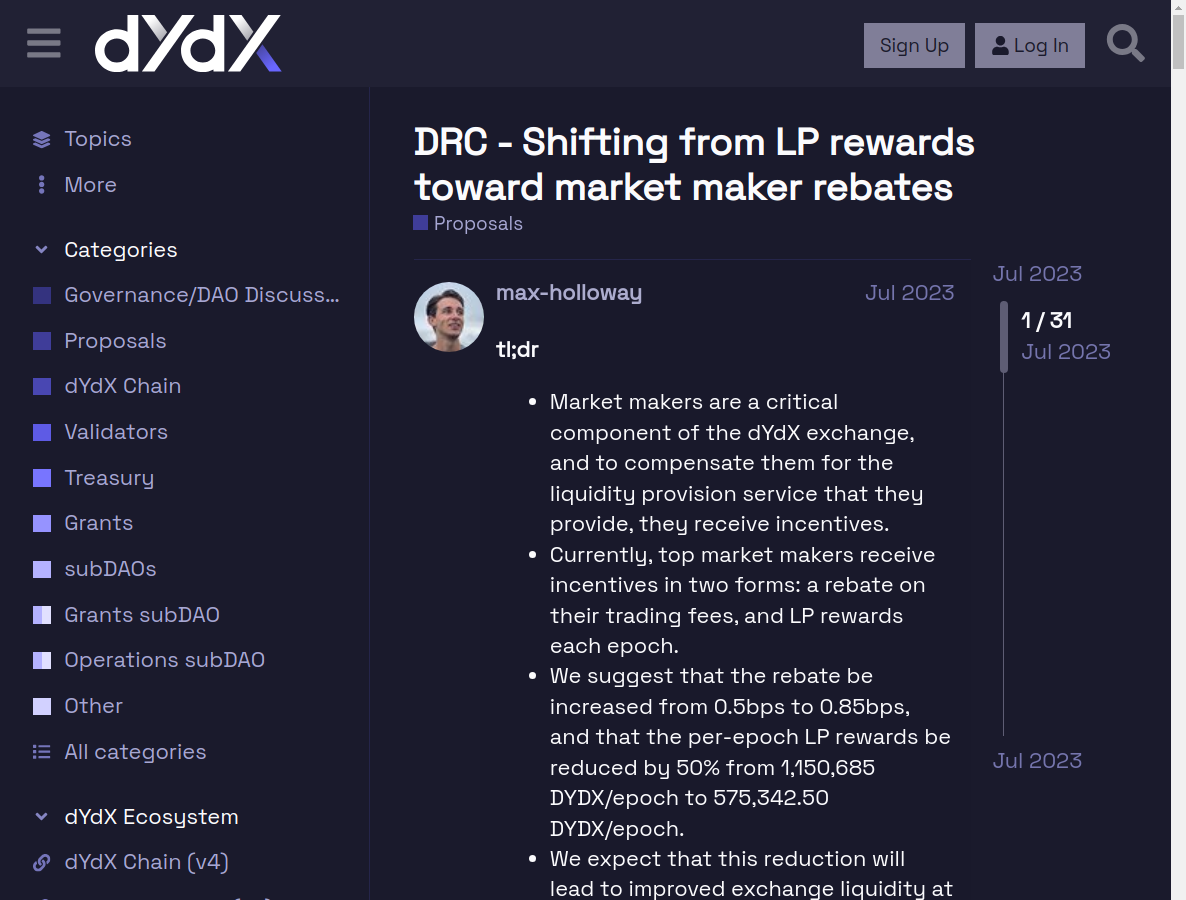 dYdX
Sign Up
Log In
Topics
More
Categories
Governance/DAO Discuss...
Proposals
dYdX Chain
Validators
Treasury
Grants
subDAOs
Grants subDAO
Operations subDAO
Other
All categories
dYdX Ecosystem
dYdX Chain (v4)
DRC - Shifting from LP rewards
toward market maker rebates
Proposals
max-holloway
Jul 2023
tl;dr
Market makers are a critical
component of the dYdX exchange,
and to compensate them for the
liquidity provision service that they
provide, they receive incentives.
Currently, top market makers receive
incentives in two forms: a rebate on
their trading fees, and LP rewards
each epoch.
We suggest that the rebate be
increased from 0.5bps to 0.85bps,
and that the per-epoch LP rewards be
reduced by 50% from 1,150,685
DYDX/epoch to 575,342.50
DYDX/epoch.
We expect that this reduction will
lead to improved exchange liquidity at
Jul 2023
1 / 31
Jul 2023
Jul 2023